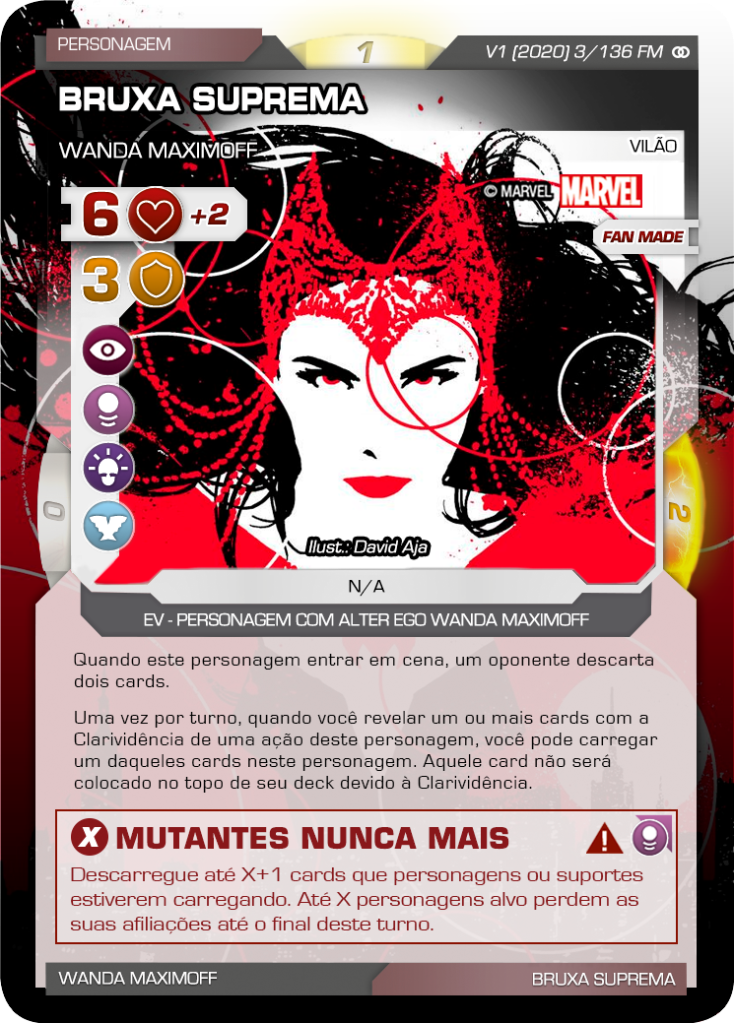 PERSONAGEM
1
V1 (2020) 3/136 FM
BRUXA SUPREMA
WANDA MAXIMOFF
VILÃO
© MARVEL MARVEL
6 +2
FAN MADE
3
0
2
Ilust.: David Aja
N/A
EV - PERSONAGEM COM ALTER EGO WANDA MAXIMOFF
Quando este personagem entrar em cena, um oponente descarta
dois cards.
Uma vez por turno, quando você revelar um ou mais cards com a
Clarividência de uma ação deste personagem, você pode carregar
um daqueles cards neste personagem. Aquele card não será
colocado no topo de seu deck devido à Clarividência.
X MUTANTES NUNCA MAIS
Descarregue até X+1 cards que personagens ou suportes
estiverem carregando. Até X personagens alvo perdem as
suas afiliações até o final deste turno.
WANDA MAXIMOFF
BRUXA SUPREMA